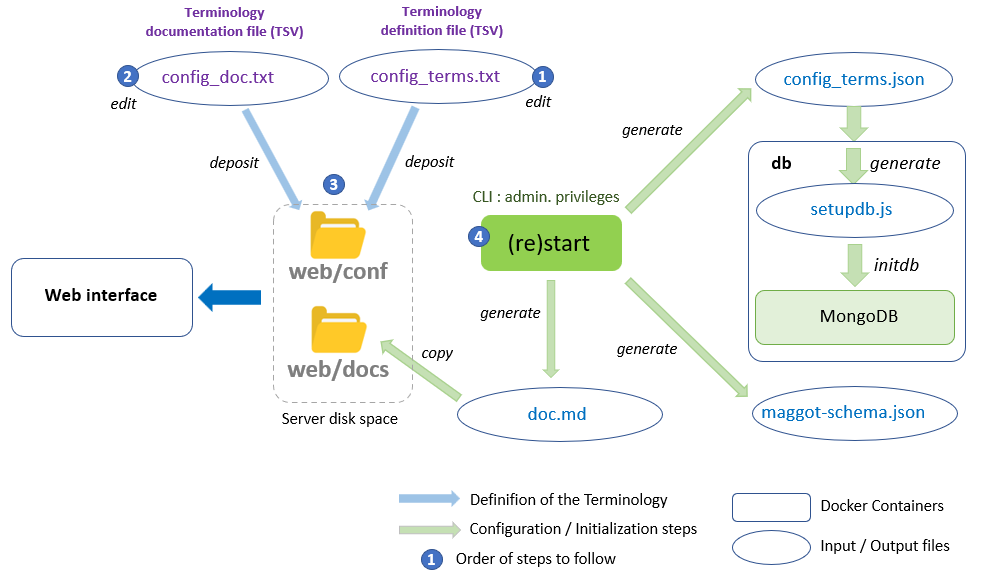 Terminology
documentation file (TSV)
Terminology
definition file (TSV)
2
config_doc.txt
edit
config_terms.txt
1
edit
config_terms.json
generate
deposit
deposit
db
generate
3
CLI : admin. privileges
setupdb.js
4
(re)start
web/conf
initdb
Web interface
generate
MongoDB
web/docs
copy
generate
Server disk space
doc.md
maggot-schema.json
Definifion of the Terminology
Configuration / Initialization steps
1
Order of steps to follow
Docker Containers
Input / Output files